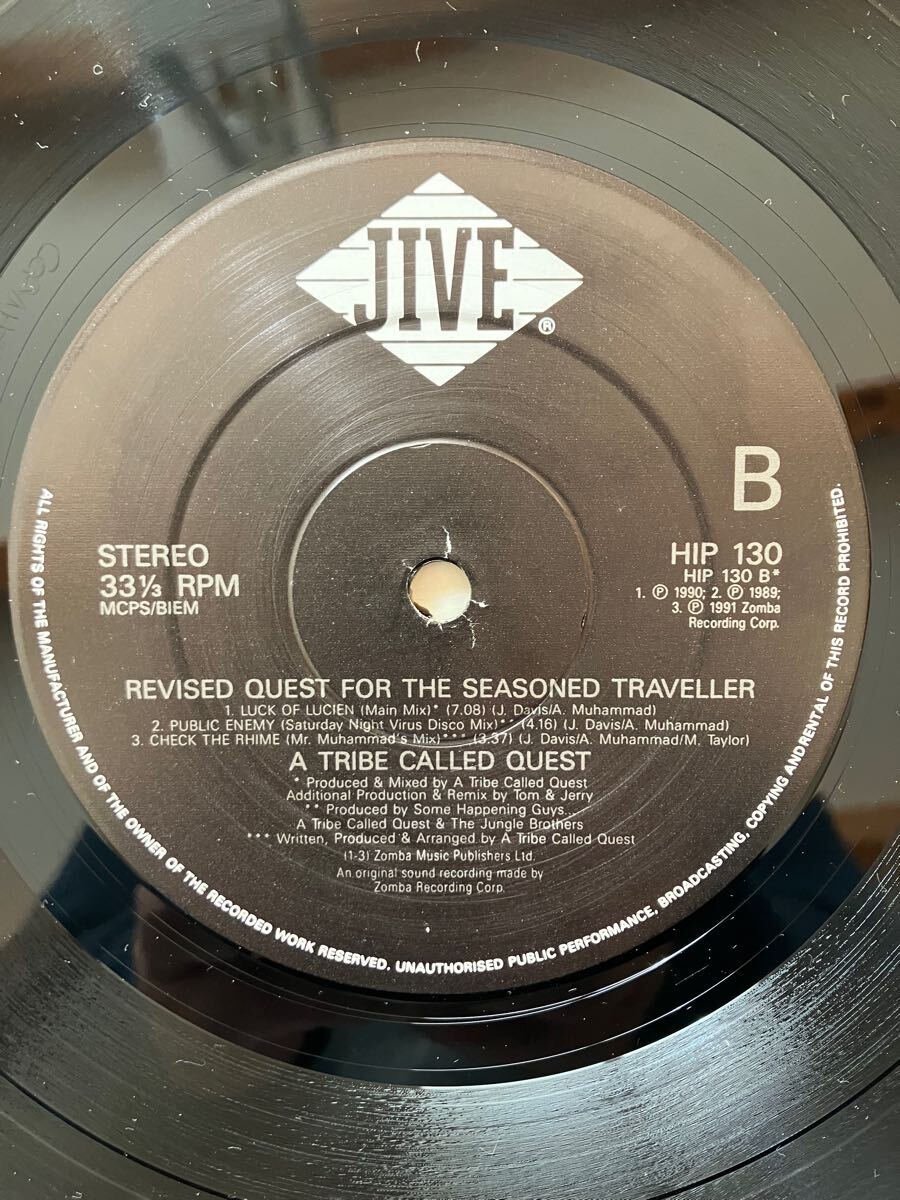 JIVE
®
B
STEREO
33⅓ RPM
MCPS/BIEM
HIP 130
HIP 130 B*
1. ℗ 1990; 2. ℗ 1989;
3. ℗ 1991 Zomba
Recording Corp.
REVISED QUEST FOR THE SEASONED TRAVELLER
1. LUCK OF LUCIEN (Main Mix)* (7.08) (J. Davis/A. Muhammad)
2. PUBLIC ENEMY (Saturday Night Virus Disco Mix)** (4.16) (J. Davis/A. Muhammad)
3. CHECK THE RHIME (Mr. Muhammad's Mix)*** (3.37) (J. Davis/A. Muhammad/M. Taylor)
A TRIBE CALLED QUEST
* Produced & Mixed by A Tribe Called Quest
Additional Production & Remix by Tom & Jerry
** Produced by Some Happening Guys...
A Tribe Called Quest & The Jungle Brothers
*** Written, Produced & Arranged by A Tribe Called Quest
(1-3) Zomba Music Publishers Ltd.
An original sound recording made by
Zomba Recording Corp.
ALL RIGHTS OF THE MANUFACTURER AND OF THE OWNER OF THE RECORDED WORK RESERVED. UNAUTHORISED PUBLIC PERFORMANCE, BROADCASTING, COPYING AND RENTAL OF THIS RECORD PROHIBITED.